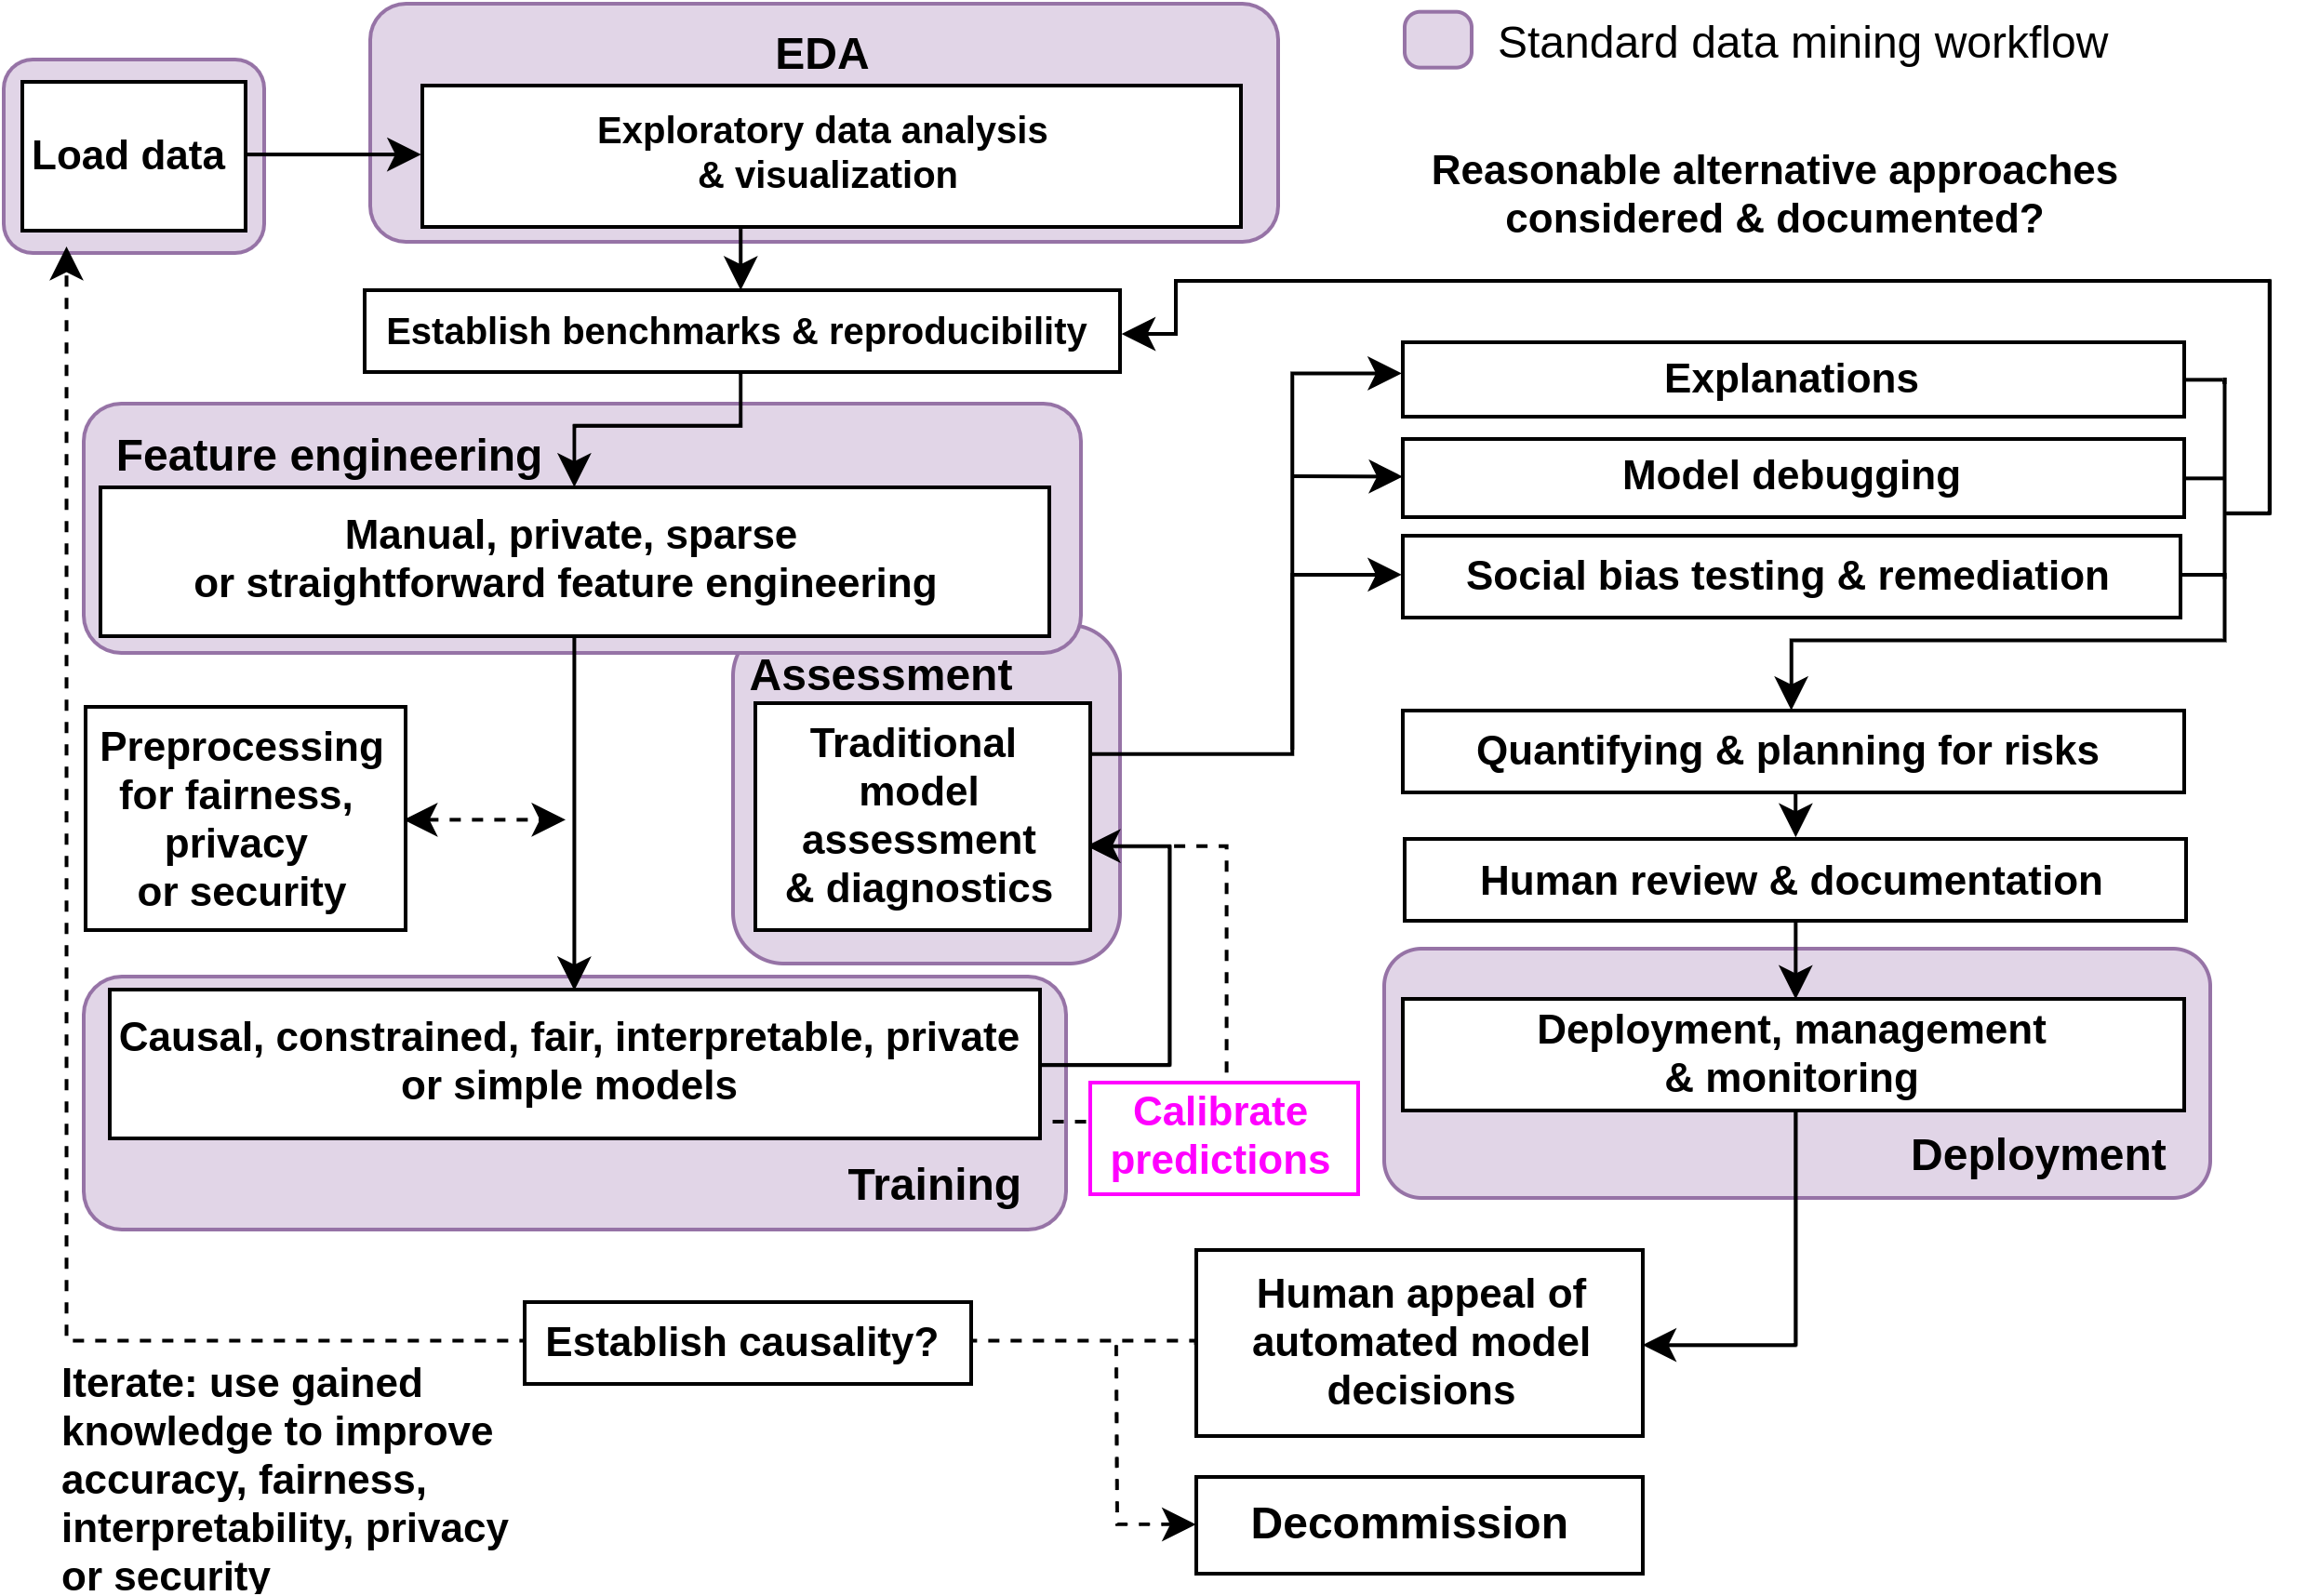 EDA
Standard data mining workflow
Load data
Exploratory data analysis
& visualization
Reasonable alternative approaches
considered & documented?
Establish benchmarks & reproducibility
Explanations
Feature engineering
Model debugging
Manual, private, sparse
or straightforward feature engineering
Social bias testing & remediation
Assessment
Preprocessing
for fairness,
privacy
or security
Traditional
model
assessment
& diagnostics
Quantifying & planning for risks
Human review & documentation
Causal, constrained, fair, interpretable, private
or simple models
Training
Calibrate
predictions
Deployment, management
& monitoring
Deployment
Human appeal of
automated model
decisions
Establish causality?
Iterate: use gained
knowledge to improve
accuracy, fairness,
interpretability, privacy
or security
Decommission